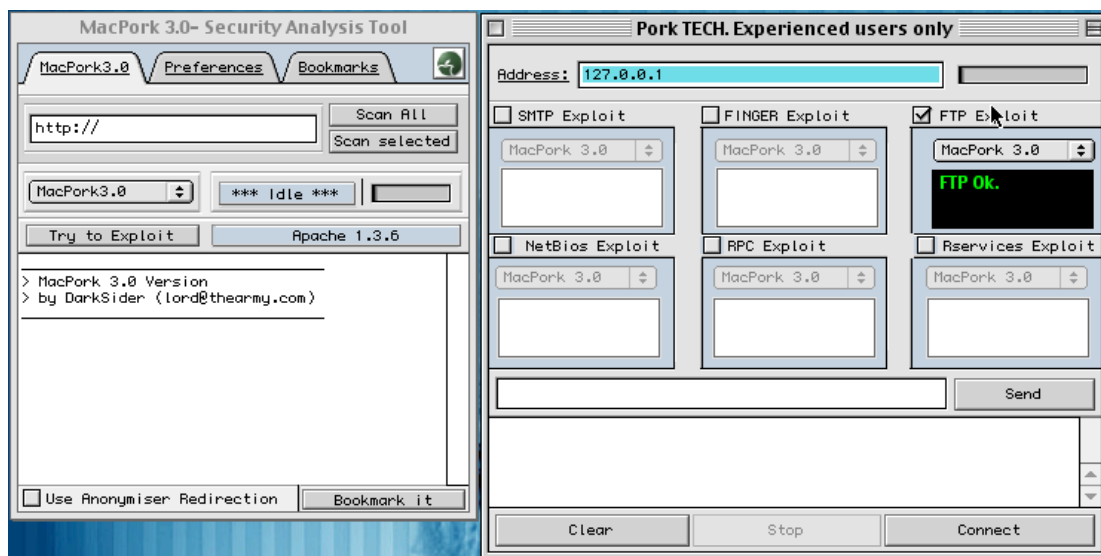 MacPork 3.0- Security Analysis Tool
MacPork3.0 Preferences Bookmarks
http://
Scan All
Scan selected
MacPork3.0 *** Idle ***
Try to Exploit Apache 1.3.6
> MacPork 3.0 Version
> by DarkSider (lord@thearmy.com)
Use Anonymiser Redirection Bookmark it
Pork TECH. Experienced users only
Address: 127.0.0.1
SMTP Exploit FINGER Exploit FTP Exploit
MacPork 3.0 MacPork 3.0 MacPork 3.0
FTP Ok.
NetBios Exploit RPC Exploit Rservices Exploit
MacPork 3.0 MacPork 3.0 MacPork 3.0
Send
Clear Stop Connect